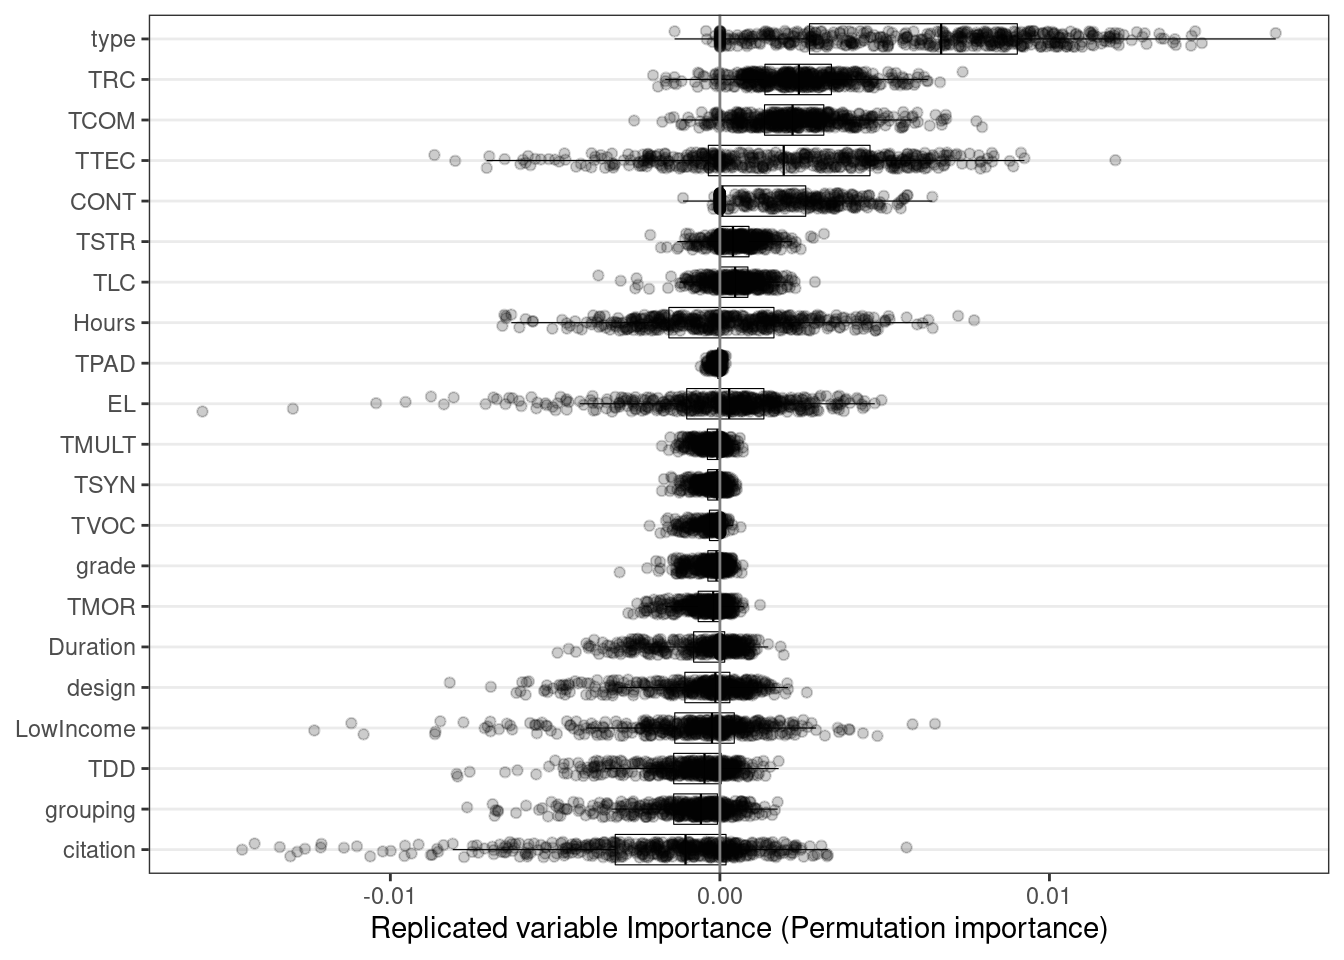 type
TRC
TCOM
TTEC
CONT
TSTR
TLC
Hours
TPAD
EL
TMULT
TSYN
TVOC
grade
TMOR
Duration
design
LowIncome
TDD
grouping
citation
-0.01 0.00 0.01
Replicated variable Importance (Permutation importance)